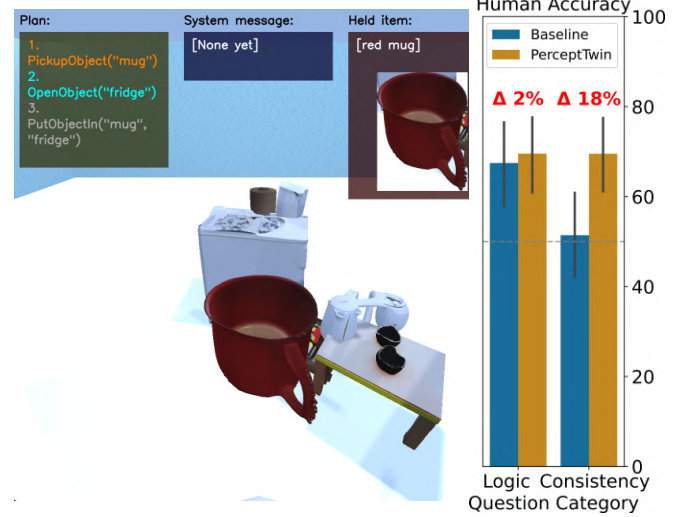 Plan:
1.
PickupObject("mug")
2.
OpenObject("fridge")
3.
PutObjectIn("mug",
"fridge")
System message:
[None yet]
Held item:
[red mug]
Human Accuracy
Baseline
PerceptTwin
Δ 2%
Δ 18%
100
80
60
40
20
0
Logic
Consistency
Question Category